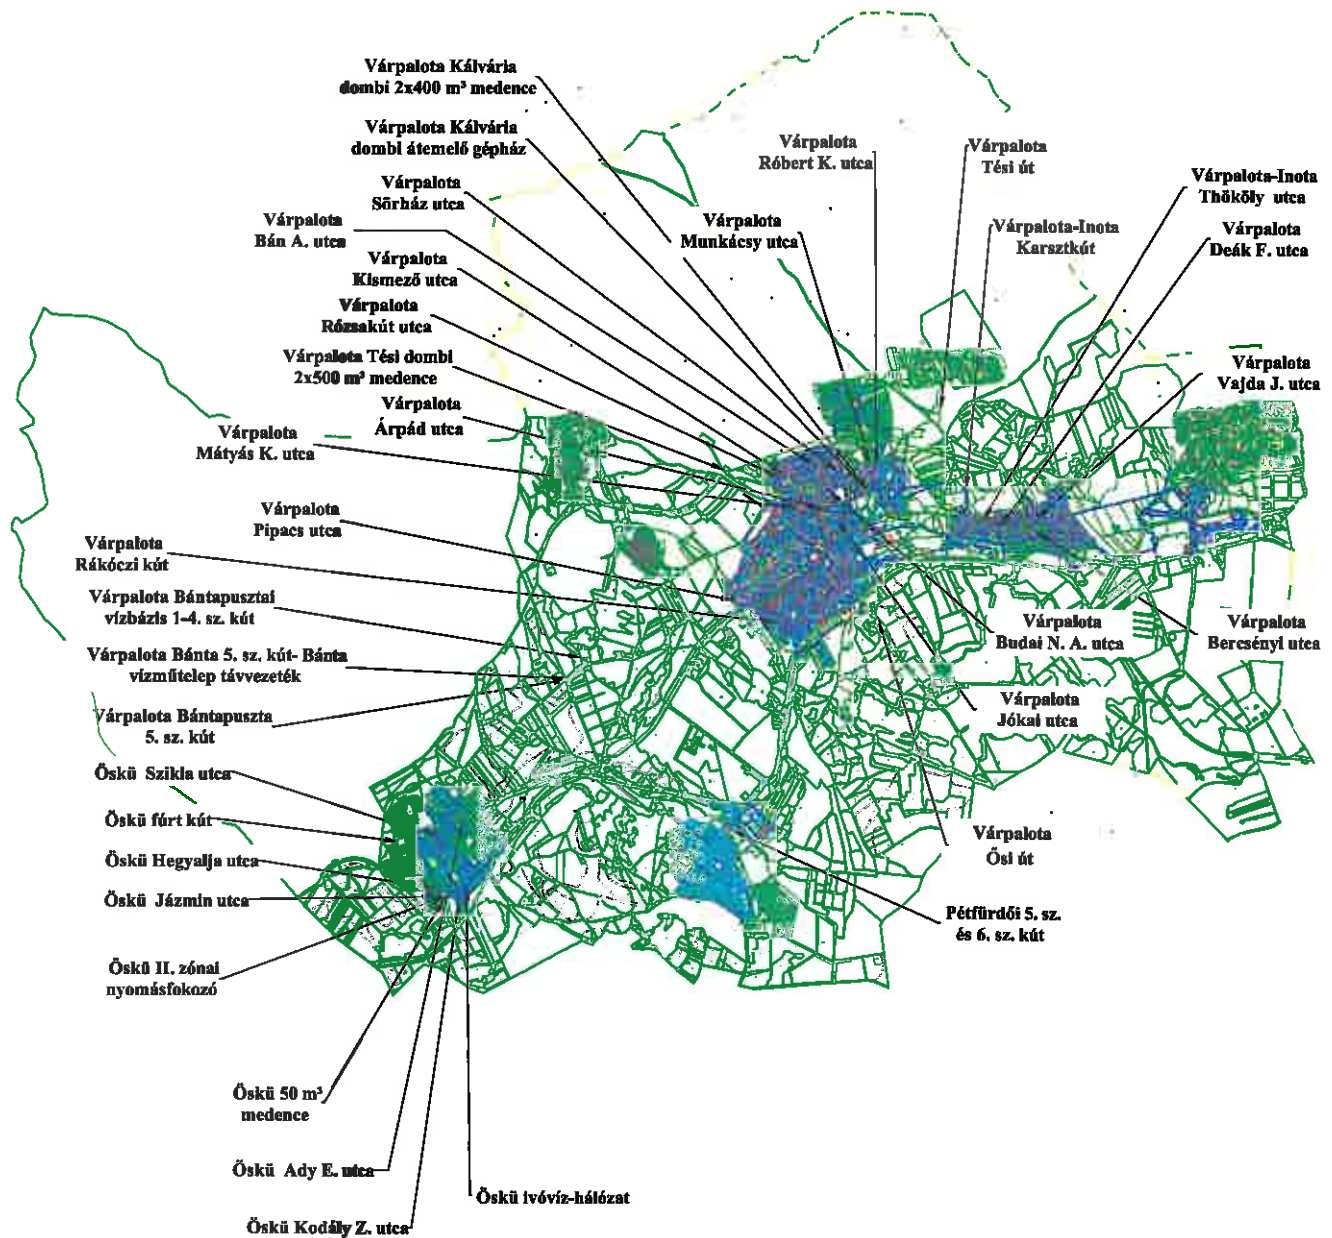 Várpalota Kálvária
dombi 2x400 m³ medence
Várpalota Kálvária
dombi átemelő gépház
Várpalota
Sörház utca
Várpalota
Bán A. utca
Várpalota
Kismező utca
Várpalota
Rózsakút utca
Várpalota Tési dombi
2x500 m³ medence
Várpalota
Árpád utca
Várpalota
Mátyás K. utca
Várpalota
Pipacs utca
Várpalota
Rákóczi kút
Várpalota Bántapusztai
vízbázis 1-4. sz. kút
Várpalota Bánta 5. sz. kút- Bánta
vízműtelep távvezeték
Várpalota Bántapuszta
5. sz. kút
Öskü Szikla utca
Öskü fúrt kút
Öskü Hegyalja utca
Öskü Jázmin utca
Öskü II. zónai
nyomásfokozó
Öskü 50 m³
medence
Öskü Ady E. utca
Öskü Kodály Z. utca
Öskü ivóvíz-hálózat
Várpalota
Róbert K. utca
Várpalota
Tési út
Várpalota
Munkácsy utca
Várpalota-Inota
Karsztkút
Várpalota-Inota
Thököly utca
Várpalota
Deák F. utca
Várpalota
Vajda J. utca
Várpalota
Budai N. A. utca
Várpalota
Bercsényi utca
Várpalota
Jókai utca
Várpalota
Ősi út
Pétfürdői 5. sz.
és 6. sz. kút